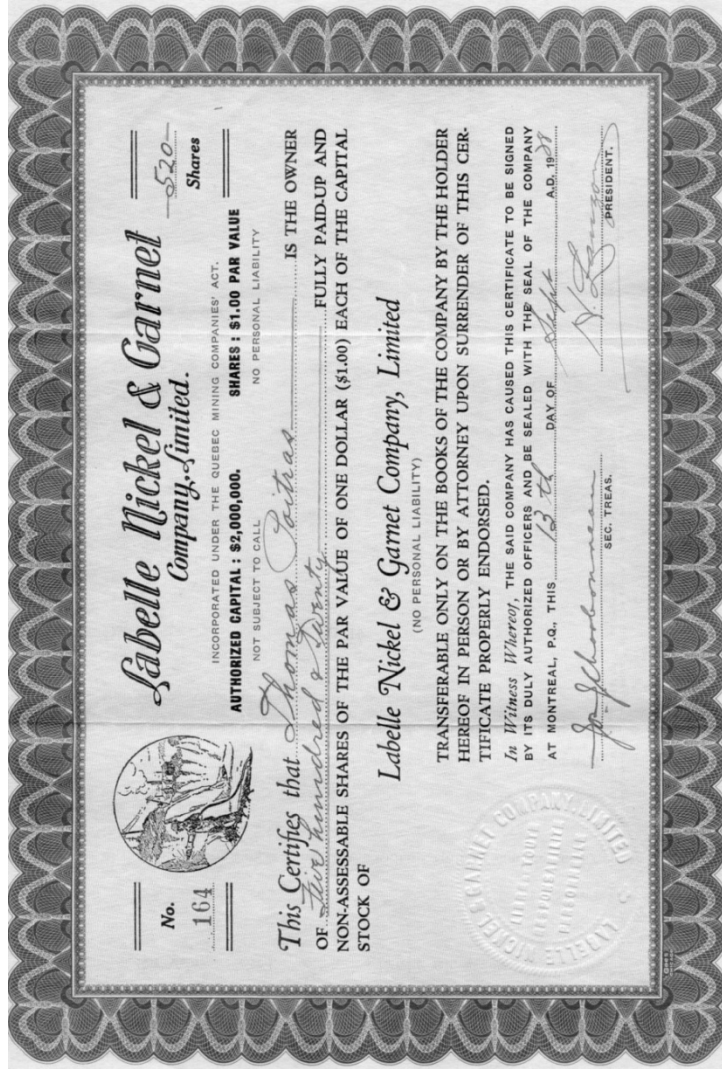 No.
164
Labelle Nickel & Garnet
Company, Limited.
520
Shares
INCORPORATED UNDER THE QUEBEC MINING COMPANIES' ACT.
AUTHORIZED CAPITAL : $2,000,000. SHARES : $1.00 PAR VALUE
NOT SUBJECT TO CALL NO PERSONAL LIABILITY
This Certifies that Thomas Poitras IS THE OWNER
OF five hundred & twenty FULLY PAID-UP AND
NON-ASSESSABLE SHARES OF THE PAR VALUE OF ONE DOLLAR ($1.00) EACH OF THE CAPITAL
STOCK OF
Labelle Nickel & Garnet Company, Limited
(NO PERSONAL LIABILITY)
TRANSFERABLE ONLY ON THE BOOKS OF THE COMPANY BY THE HOLDER
HEREOF IN PERSON OR BY ATTORNEY UPON SURRENDER OF THIS CER-
TIFICATE PROPERLY ENDORSED.
In Witness Whereof, THE SAID COMPANY HAS CAUSED THIS CERTIFICATE TO BE SIGNED
BY ITS DULY AUTHORIZED OFFICERS AND BE SEALED WITH THE SEAL OF THE COMPANY
AT MONTREAL, P.Q., THIS 13th DAY OF Sept A.D. 19
SEC. TREAS. PRESIDENT.
LABELLE NICKEL & GARNET COMPANY, LIMITED
RESPONSABILITE
PERSONNELLE